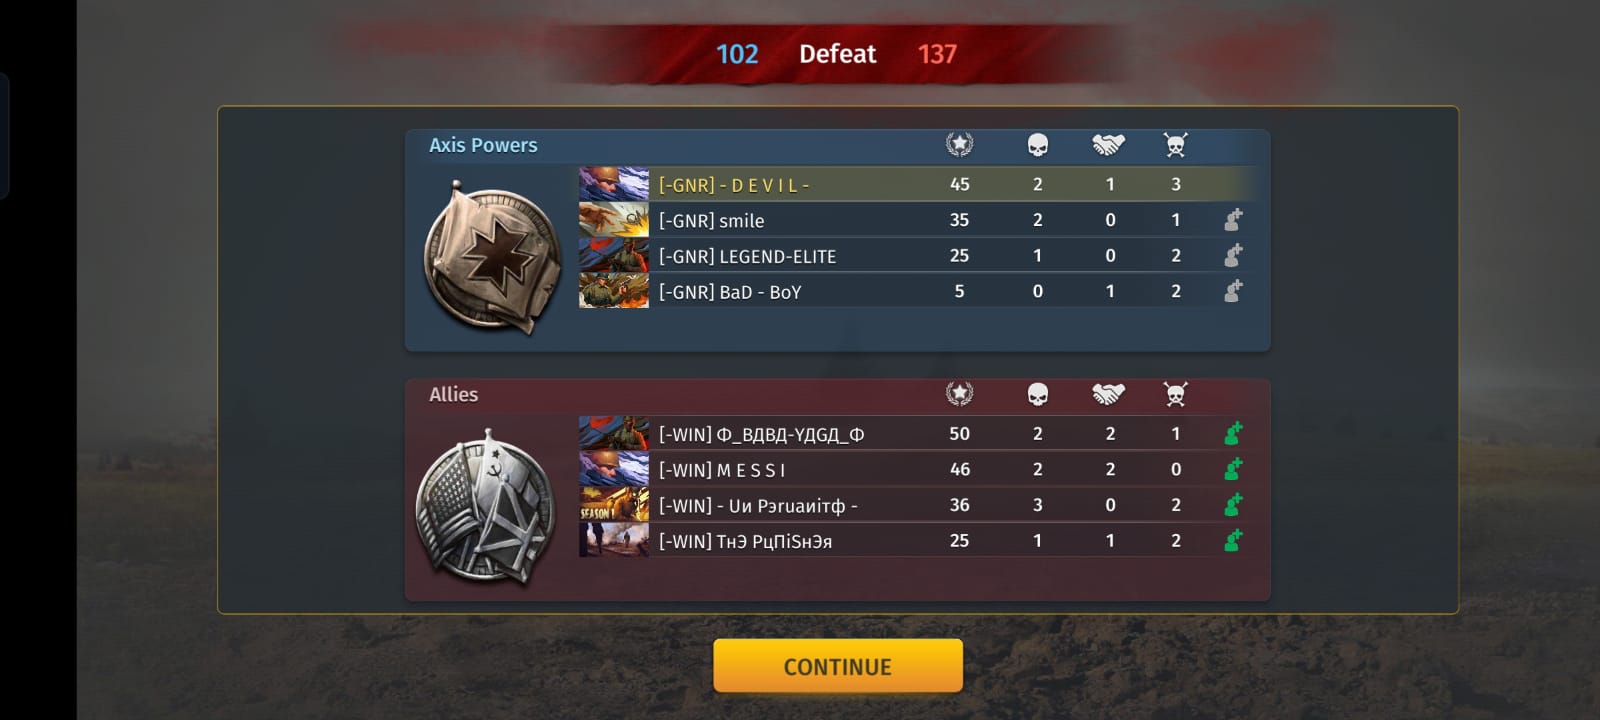 102 Defeat 137
Axis Powers
[-GNR] - D E V I L - 45 2 1 3
[-GNR] smile 35 2 0 1
[-GNR] LEGEND-ELITE 25 1 0 2
[-GNR] BaD - BoY 5 0 1 2
Allies
[-WIN] Ф_ВДВД-YДGД_Ф 50 2 2 1
[-WIN] M E S S I 46 2 2 0
SEASON 1
[-WIN] - Uи Рэгuаиiтф - 36 3 0 2
[-WIN] ТнЭ РцПiЅнЭя 25 1 1 2
CONTINUE